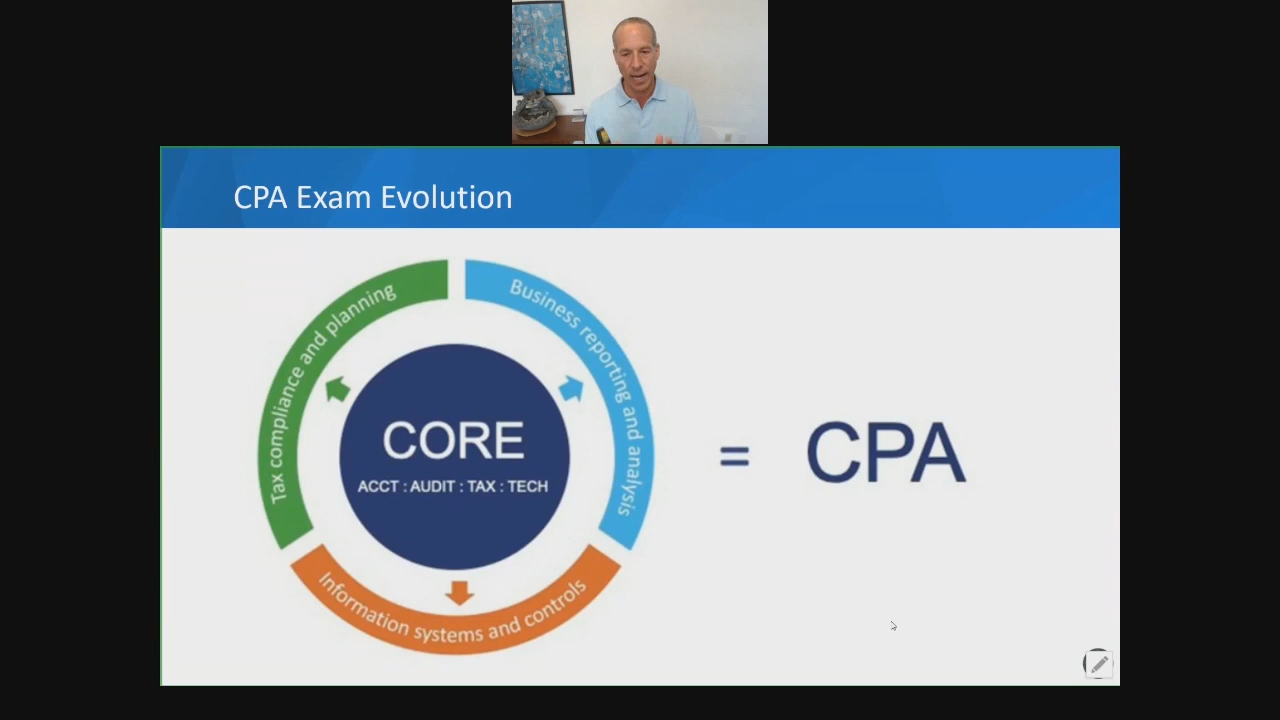 CPA Exam Evolution
Tax compliance and planning
Business reporting and analysis
CORE
ACCT : AUDIT : TAX : TECH
Information systems and controls
= CPA